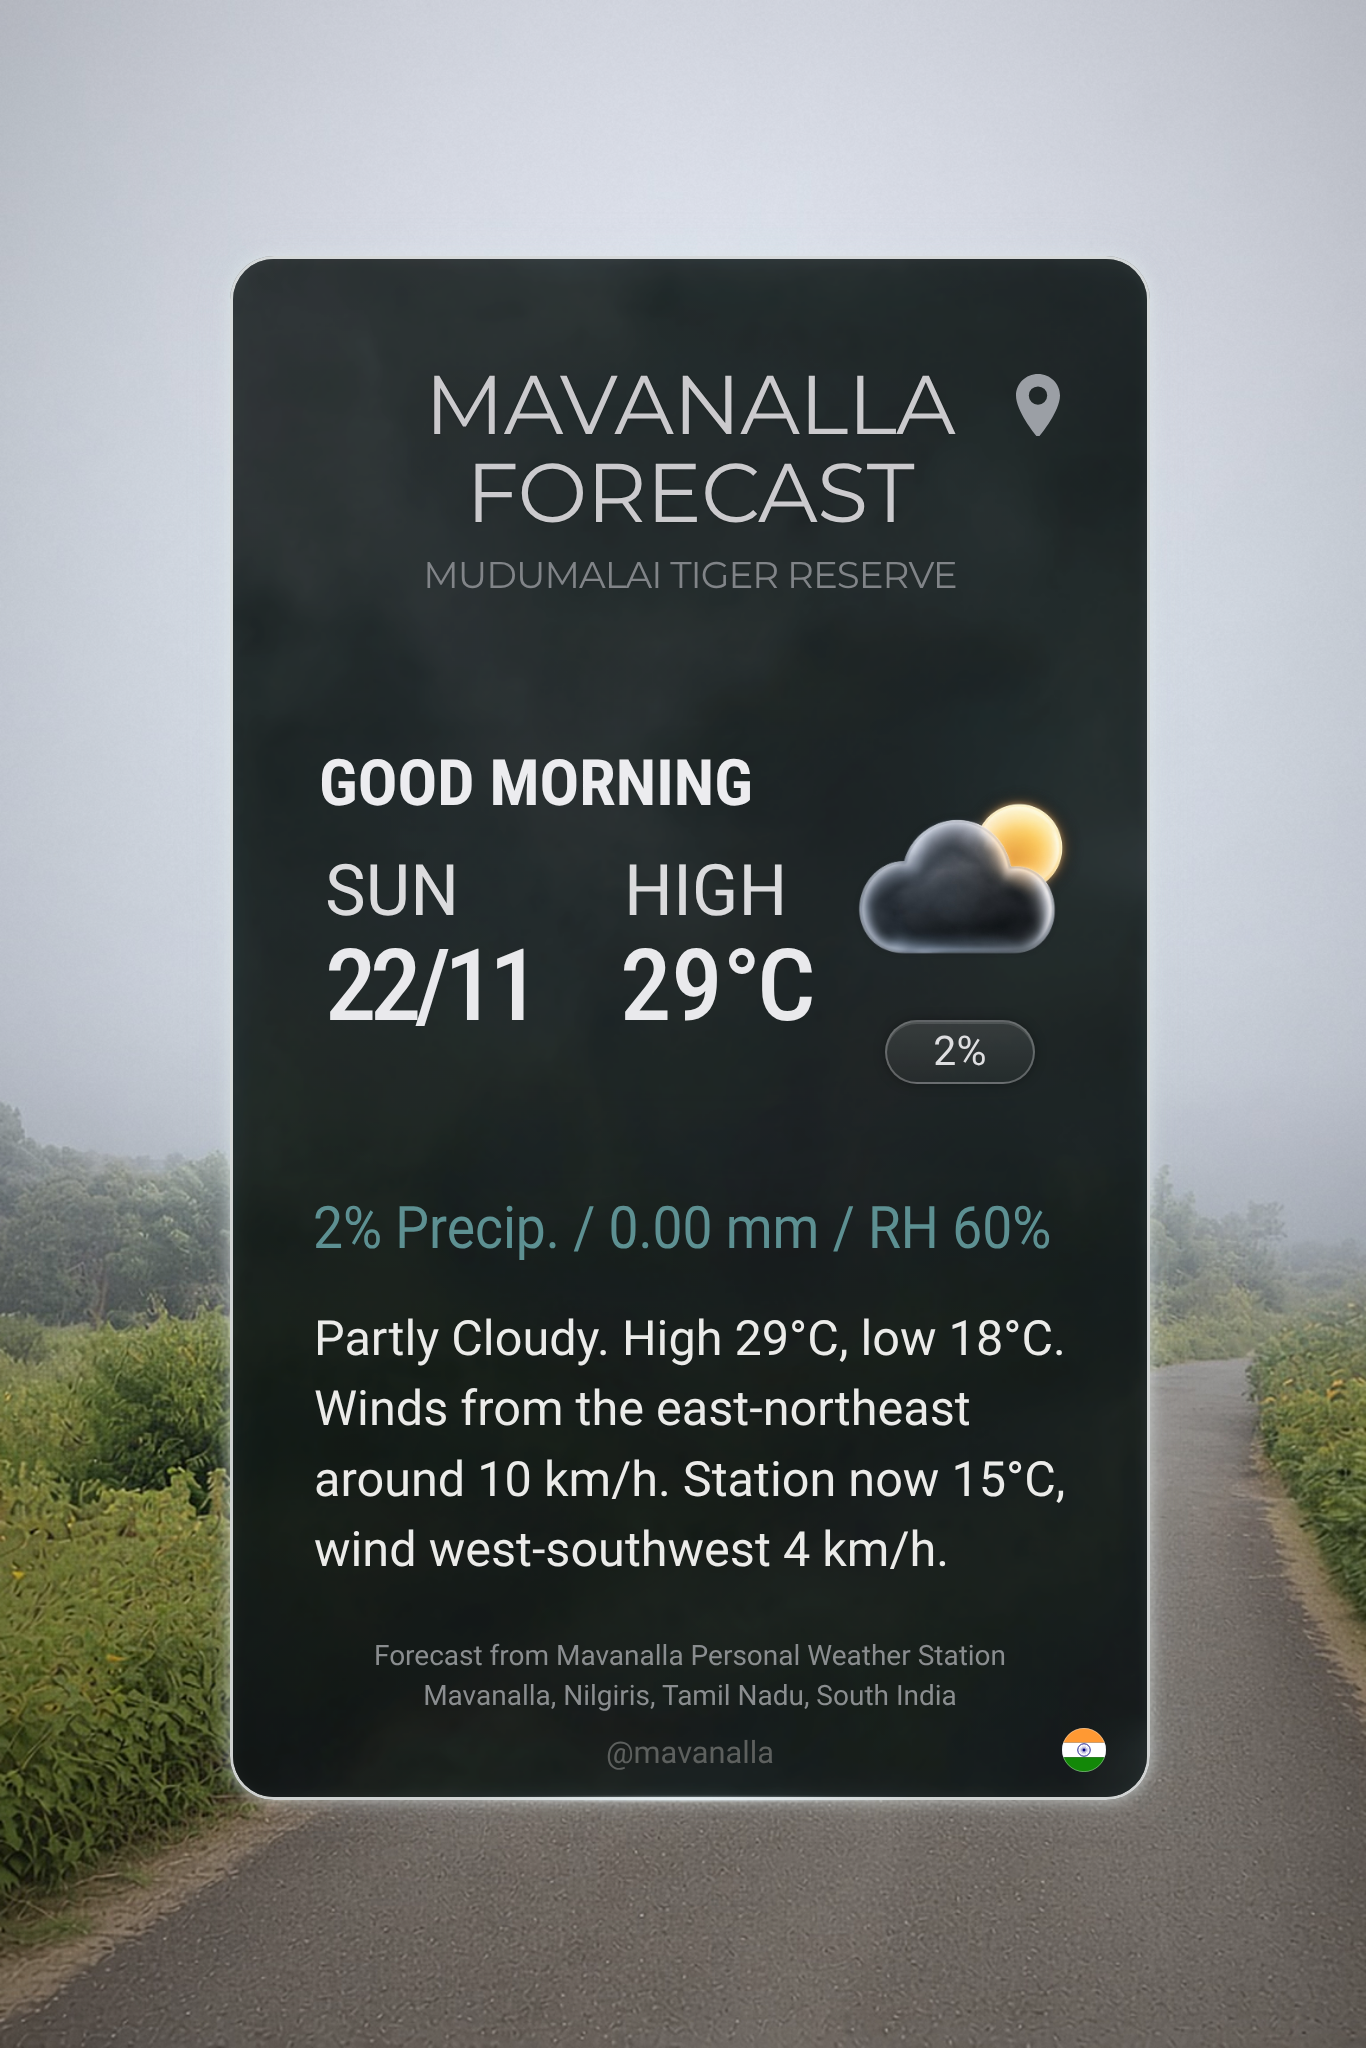 MAVANALLA
FORECAST
MUDUMALAI TIGER RESERVE
GOOD MORNING
SUN HIGH
22/11 29°C
2%
2% Precip. / 0.00 mm / RH 60%
Partly Cloudy. High 29°C, low 18°C.
Winds from the east-northeast
around 10 km/h. Station now 15°C,
wind west-southwest 4 km/h.
Forecast from Mavanalla Personal Weather Station
Mavanalla, Nilgiris, Tamil Nadu, South India
@mavanalla